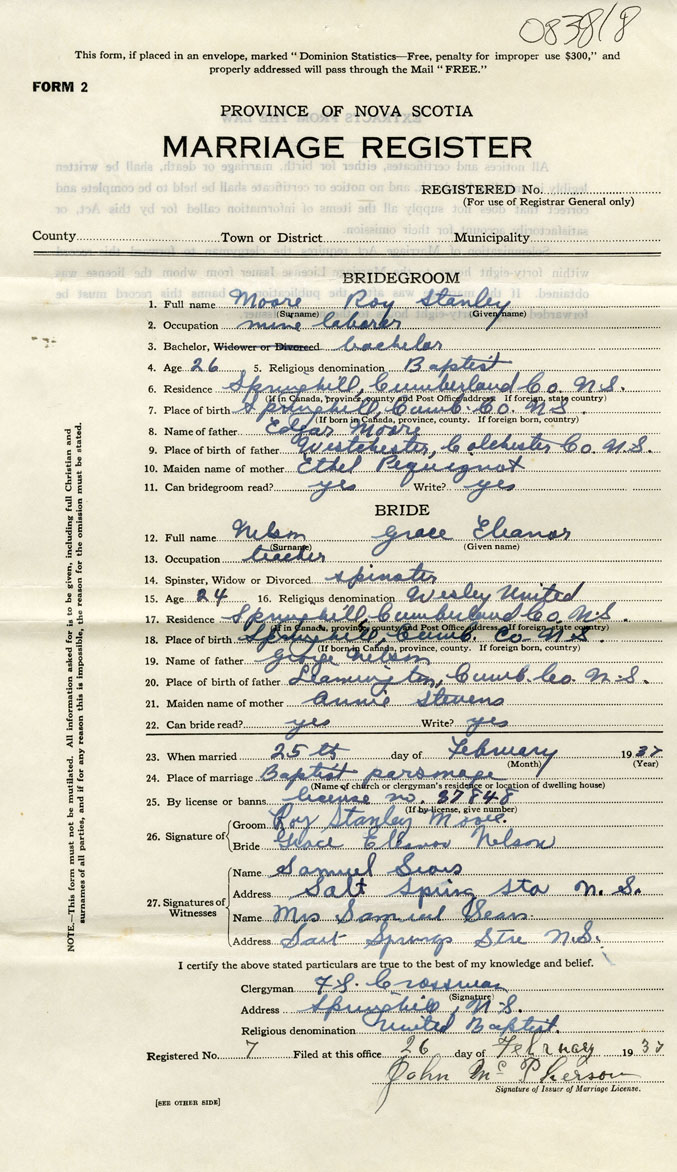 083818
This form, if placed in an envelope, marked "Dominion Statistics—Free, penalty for improper use $300," and
properly addressed will pass through the Mail "FREE."
FORM 2
PROVINCE OF NOVA SCOTIA
MARRIAGE REGISTER
REGISTERED No.
(For use of Registrar General only)
County Town or District Municipality
BRIDEGROOM
1. Full name Moore Roy Stanley
(Surname) (Given name)
2. Occupation mine laborer
3. Bachelor, Widower or Divorced bachelor
4. Age 26 5. Religious denomination Baptist
6. Residence Springhill, Cumberland Co. N.S.
(If in Canada, province, county and Post Office address. If foreign, state country)
7. Place of birth Springhill, Cumb. Co. N.S.
(If born in Canada, province, county. If foreign born, country)
8. Name of father Edgar Moore
9. Place of birth of father Westchester, Colchester Co. N.S.
10. Maiden name of mother Ethel Pequegnot
11. Can bridegroom read? yes Write? yes
BRIDE
12. Full name Nelson Grace Eleanor
(Surname) (Given name)
13. Occupation teacher
14. Spinster, Widow or Divorced spinster
15. Age 24 16. Religious denomination Wesley United
17. Residence Springhill, Cumberland Co. N.S.
(If in Canada, province, county and Post Office address. If foreign, state country)
18. Place of birth Springhill, Cumb. Co N.S.
(If born in Canada, province, county. If foreign born, country)
19. Name of father George Nelson
20. Place of birth of father Leamington, Cumb. Co. N.S.
21. Maiden name of mother Annie Stevens
22. Can bride read? yes Write? yes
23. When married 25th day of February 1937
(Month) (Year)
24. Place of marriage Baptist parsonage
(Name of church or clergyman's residence or location of dwelling house)
25. By license or banns license no. 37848
(If by license, give number)
26. Signature of Groom Roy Stanley Moore.
Bride Grace Eleanor Nelson
27. Signatures of Witnesses
Name Samuel Sears
Address Salt Spring Sta N.S.
Name Mrs Samuel Sears.
Address Salt Springs Stre N.S.
I certify the above stated particulars are true to the best of my knowledge and belief.
Clergyman F.S. Crossman
(Signature)
Address Springhill, N.S.
Religious denomination United Baptist.
Registered No. 7 Filed at this office 26 day of February 1937
John McPherson
Signature of Issuer of Marriage License.
[SEE OTHER SIDE]
NOTE.—This form must not be mutilated. All information asked for is to be given, including full Christian and
surnames of all parties, and if for any reason this is impossible, the reason for the omission must be stated.